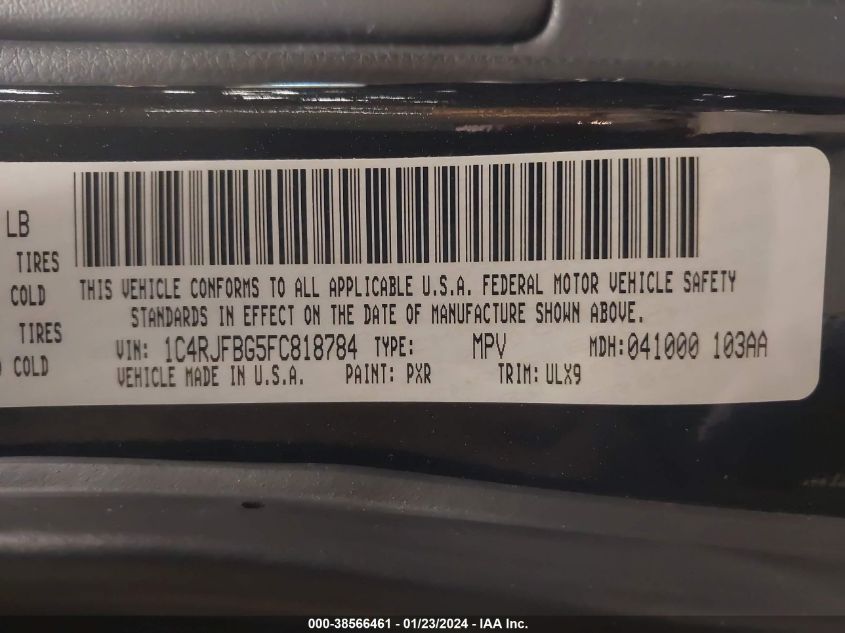 LB
TIRES
COLD
THIS VEHICLE CONFORMS TO ALL APPLICABLE U.S.A. FEDERAL MOTOR VEHICLE SAFETY
STANDARDS IN EFFECT ON THE DATE OF MANUFACTURE SHOWN ABOVE.
TIRES
VIN: 1C4RJFBG5FC818784 TYPE: MPV MDH: 041000 103AA
COLD
VEHICLE MADE IN U.S.A. PAINT: PXR TRIM: ULX9
000-38566461 - 01/23/2024 - IAA Inc.